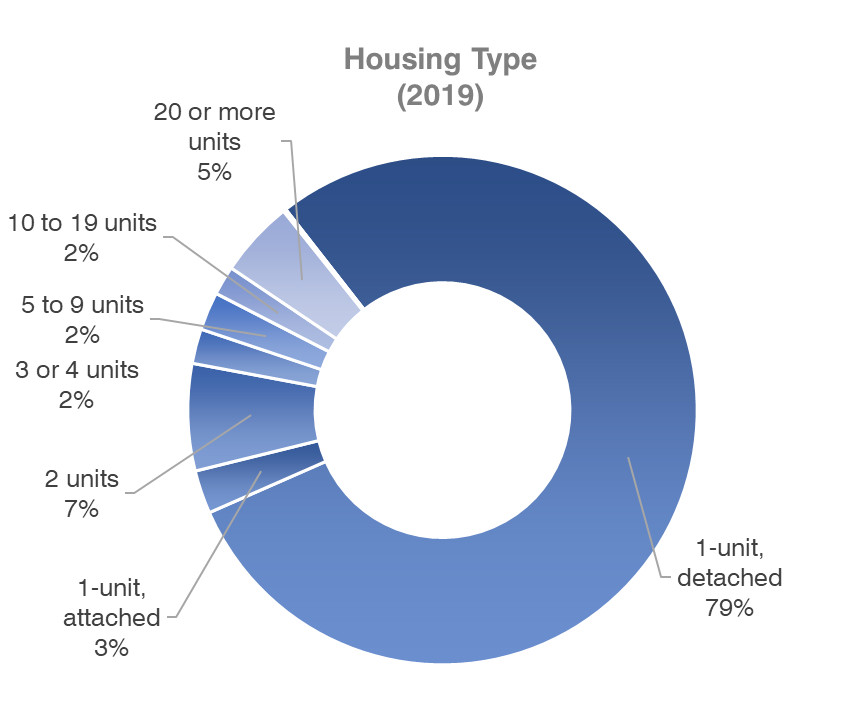 Housing Type
(2019)
20 or more
units
5%
10 to 19 units
2%
5 to 9 units
2%
3 or 4 units
2%
2 units
7%
1-unit,
attached
3%
1-unit,
detached
79%